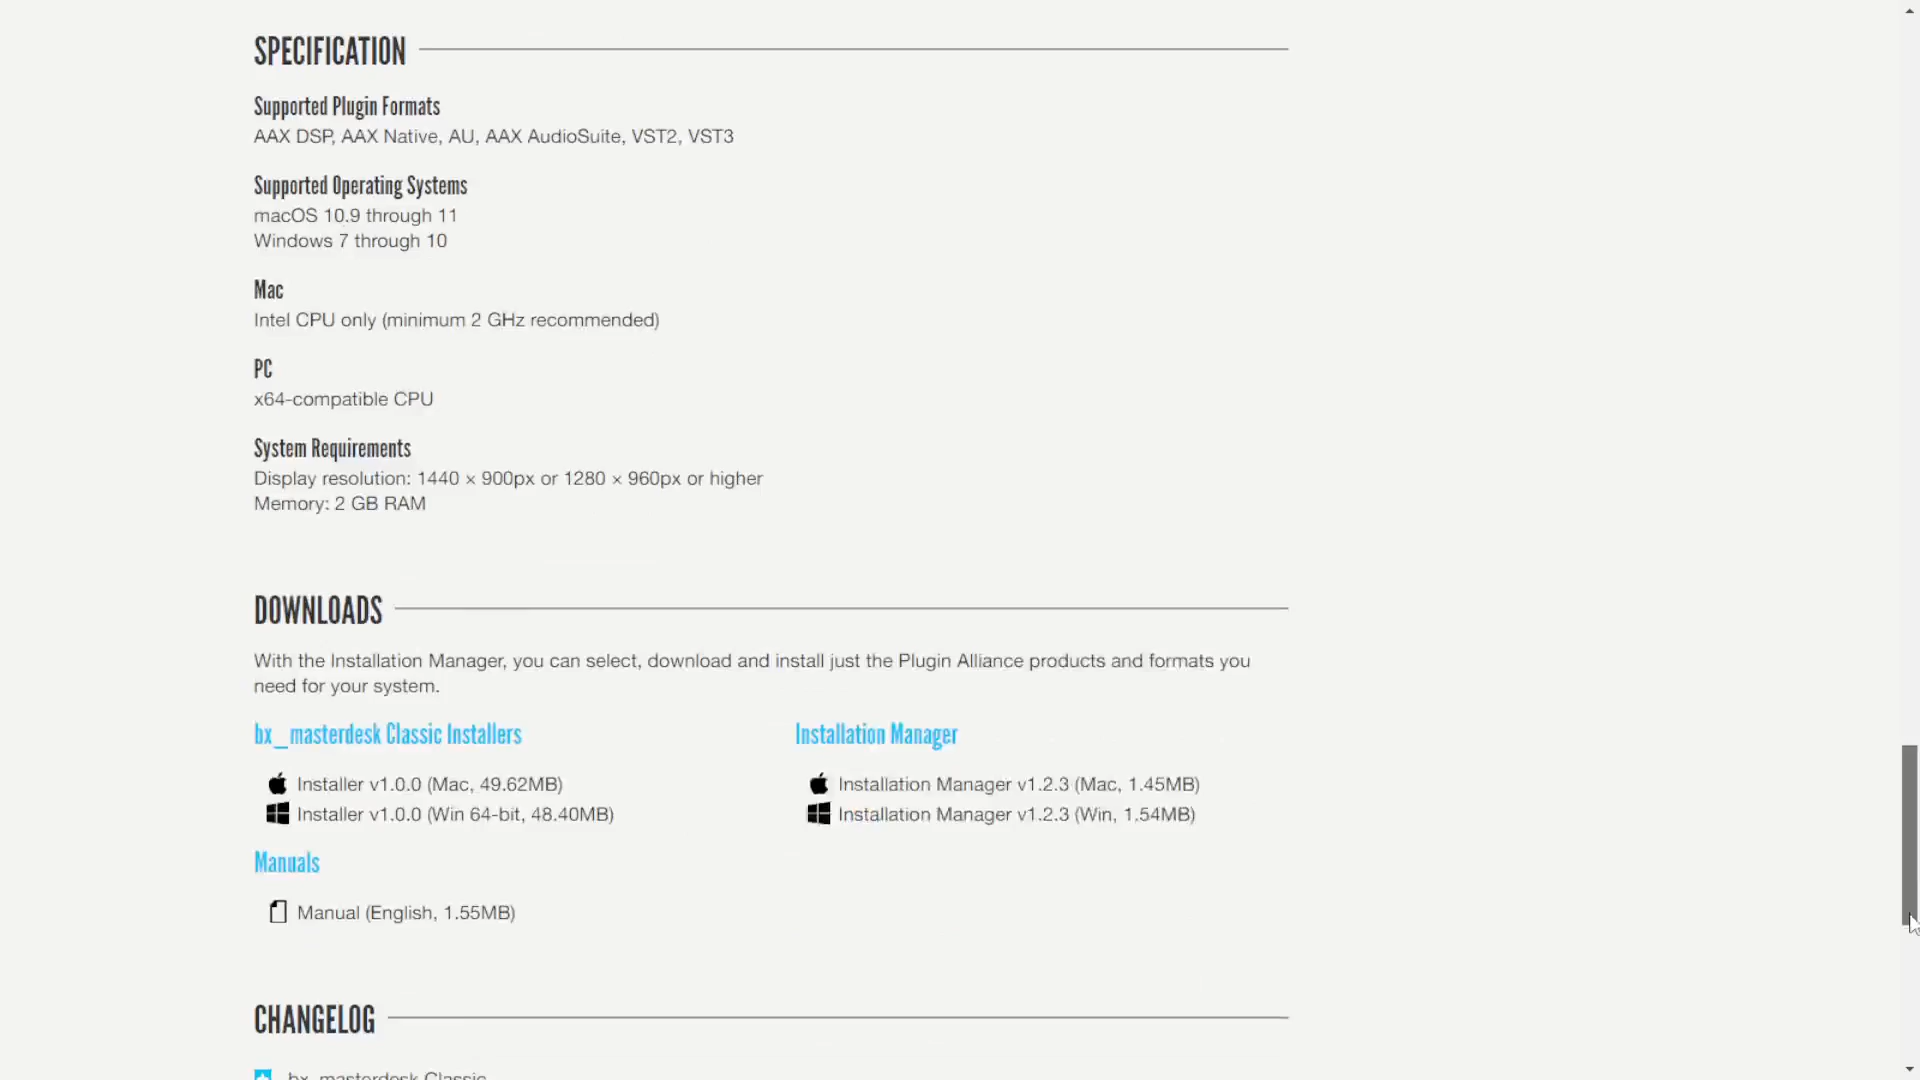 SPECIFICATION
Supported Plugin Formats
AAX DSP, AAX Native, AU, AAX AudioSuite, VST2, VST3
Supported Operating Systems
macOS 10.9 through 11
Windows 7 through 10
Mac
Intel CPU only (minimum 2 GHz recommended)
PC
x64-compatible CPU
System Requirements
Display resolution: 1440 × 900px or 1280 × 960px or higher
Memory: 2 GB RAM
DOWNLOADS
With the Installation Manager, you can select, download and install just the Plugin Alliance products and formats you
need for your system.
bx_masterdesk Classic Installers
Installer v1.0.0 (Mac, 49.62MB)
Installer v1.0.0 (Win 64-bit, 48.40MB)
Installation Manager
Installation Manager v1.2.3 (Mac, 1.45MB)
Installation Manager v1.2.3 (Win, 1.54MB)
Manuals
Manual (English, 1.55MB)
CHANGELOG
bx_masterdesk Classic